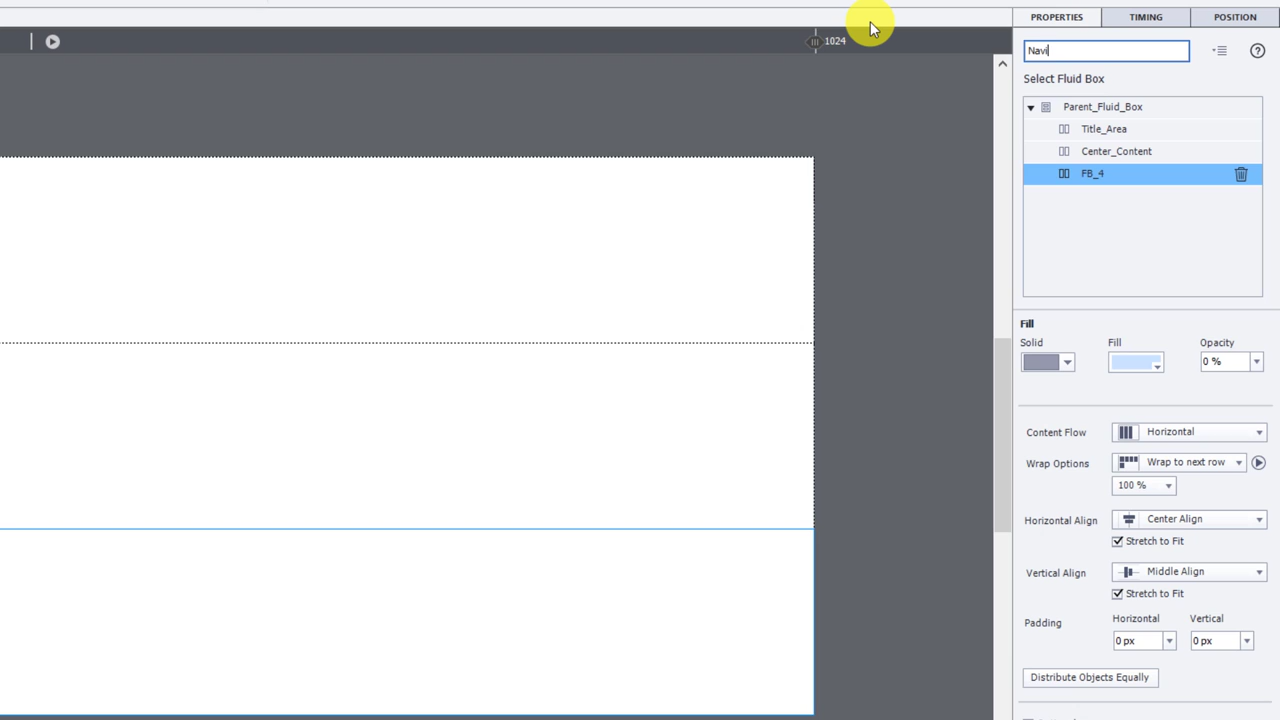 PROPERTIES TIMING POSITION
1024
Navi
Select Fluid Box
Parent_Fluid_Box
Title_Area
Center_Content
FB_4
Fill
Solid Fill Opacity
0 %
Content Flow Horizontal
Wrap Options Wrap to next row
100 %
Horizontal Align Center Align
Stretch to Fit
Vertical Align Middle Align
Stretch to Fit
Horizontal Vertical
Padding
0 px 0 px
Distribute Objects Equally